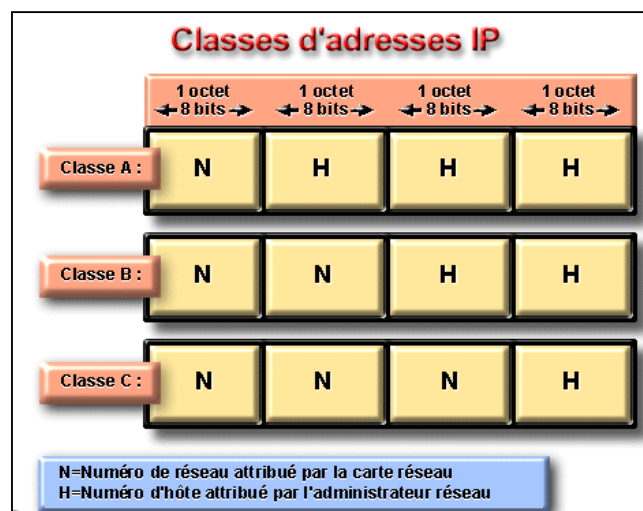 Classes d'adresses IP
1 octet 1 octet 1 octet 1 octet
8 bits 8 bits 8 bits 8 bits
Classe A : N H H H
Classe B : N N H H
Classe C : N N N H
N=Numéro de réseau attribué par la carte réseau
H=Numéro d'hôte attribué par l'administrateur réseau